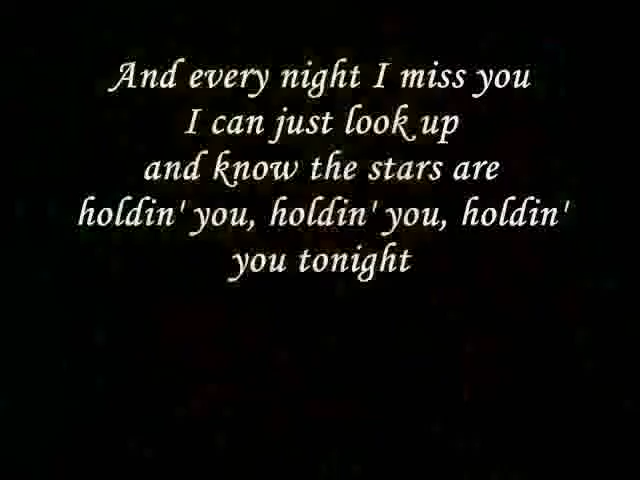 And every night I miss you
I can just look up
and know the stars are
holdin' you, holdin' you, holdin'
you tonight